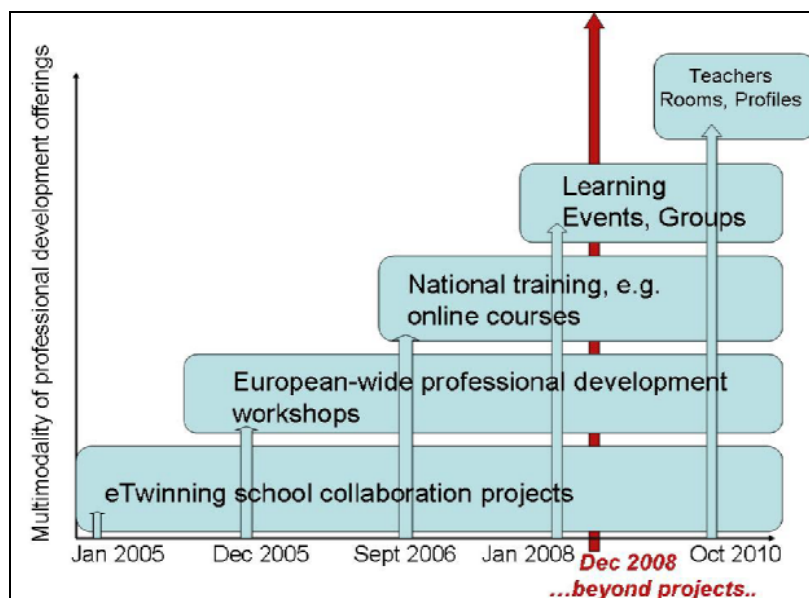 Multimodality of professional development offerings
Teachers
Rooms, Profiles
Learning
Events, Groups
National training, e.g.
online courses
European-wide professional development
workshops
eTwinning school collaboration projects
Jan 2005
Dec 2005
Sept 2006
Jan 2008
Dec 2008
...beyond projects..
Oct 2010